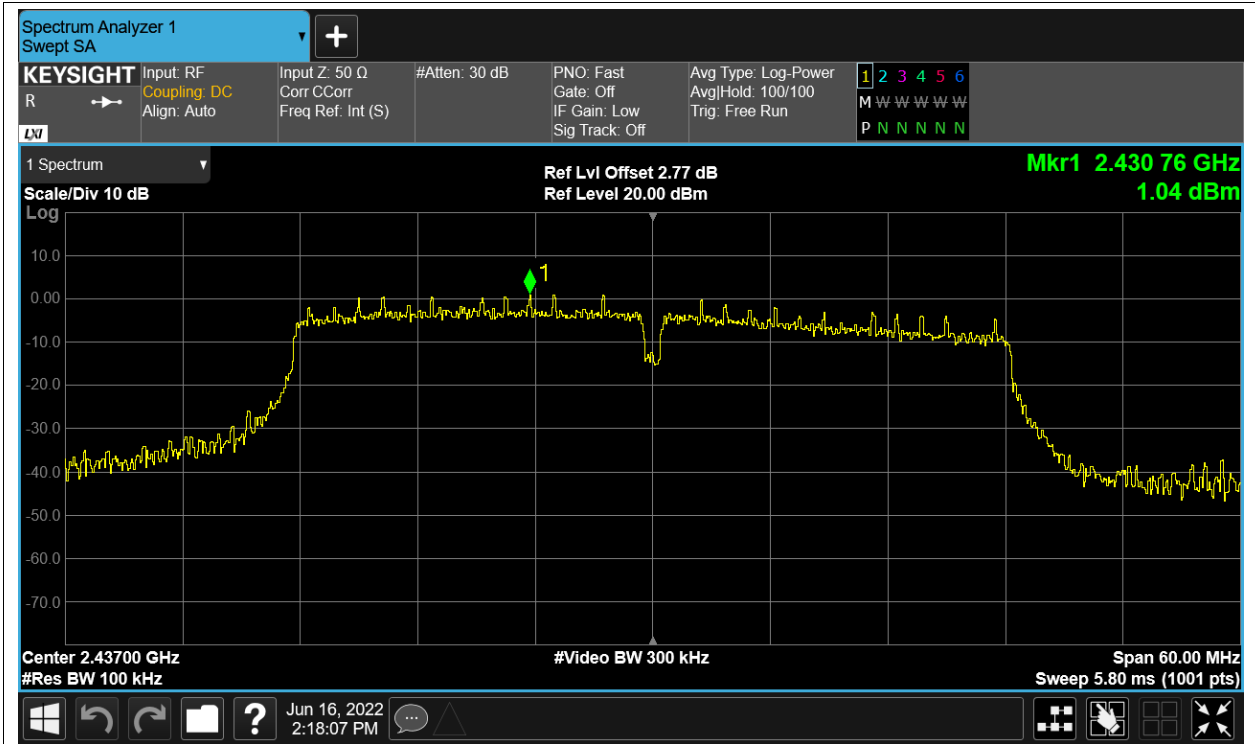 Spectrum Analyzer 1
Swept SA
KEYSIGHT
R
LXI
Input: RF
Coupling: DC
Align: Auto
Input Z: 50 Ω
Corr CCorr
Freq Ref: Int (S)
#Atten: 30 dB
PNO: Fast
Gate: Off
IF Gain: Low
Sig Track: Off
Avg Type: Log-Power
Avg|Hold: 100/100
Trig: Free Run
1 2 3 4 5 6
M W W W W W
P N N N N N
1 Spectrum
Scale/Div 10 dB
Log
Ref Lvl Offset 2.77 dB
Ref Level 20.00 dBm
Mkr1 2.430 76 GHz
1.04 dBm
1
10.0
0.00
-10.0
-20.0
-30.0
-40.0
-50.0
-60.0
-70.0
Center 2.43700 GHz
#Res BW 100 kHz
#Video BW 300 kHz
Span 60.00 MHz
Sweep 5.80 ms (1001 pts)
?
Jun 16, 2022
2:18:07 PM